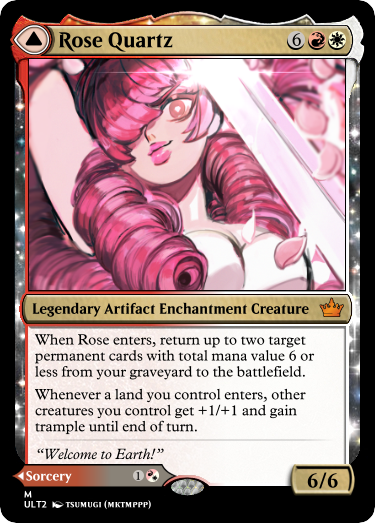 Rose Quartz 6
Legendary Artifact Enchantment Creature
When Rose enters, return up to two target
permanent cards with total mana value 6 or
less from your graveyard to the battlefield.
Whenever a land you control enters, other
creatures you control get +1/+1 and gain
trample until end of turn.
“Welcome to Earth!”
Sorcery 1
6/6
M
ULT2 TSUMUGI (MKTMPPP)